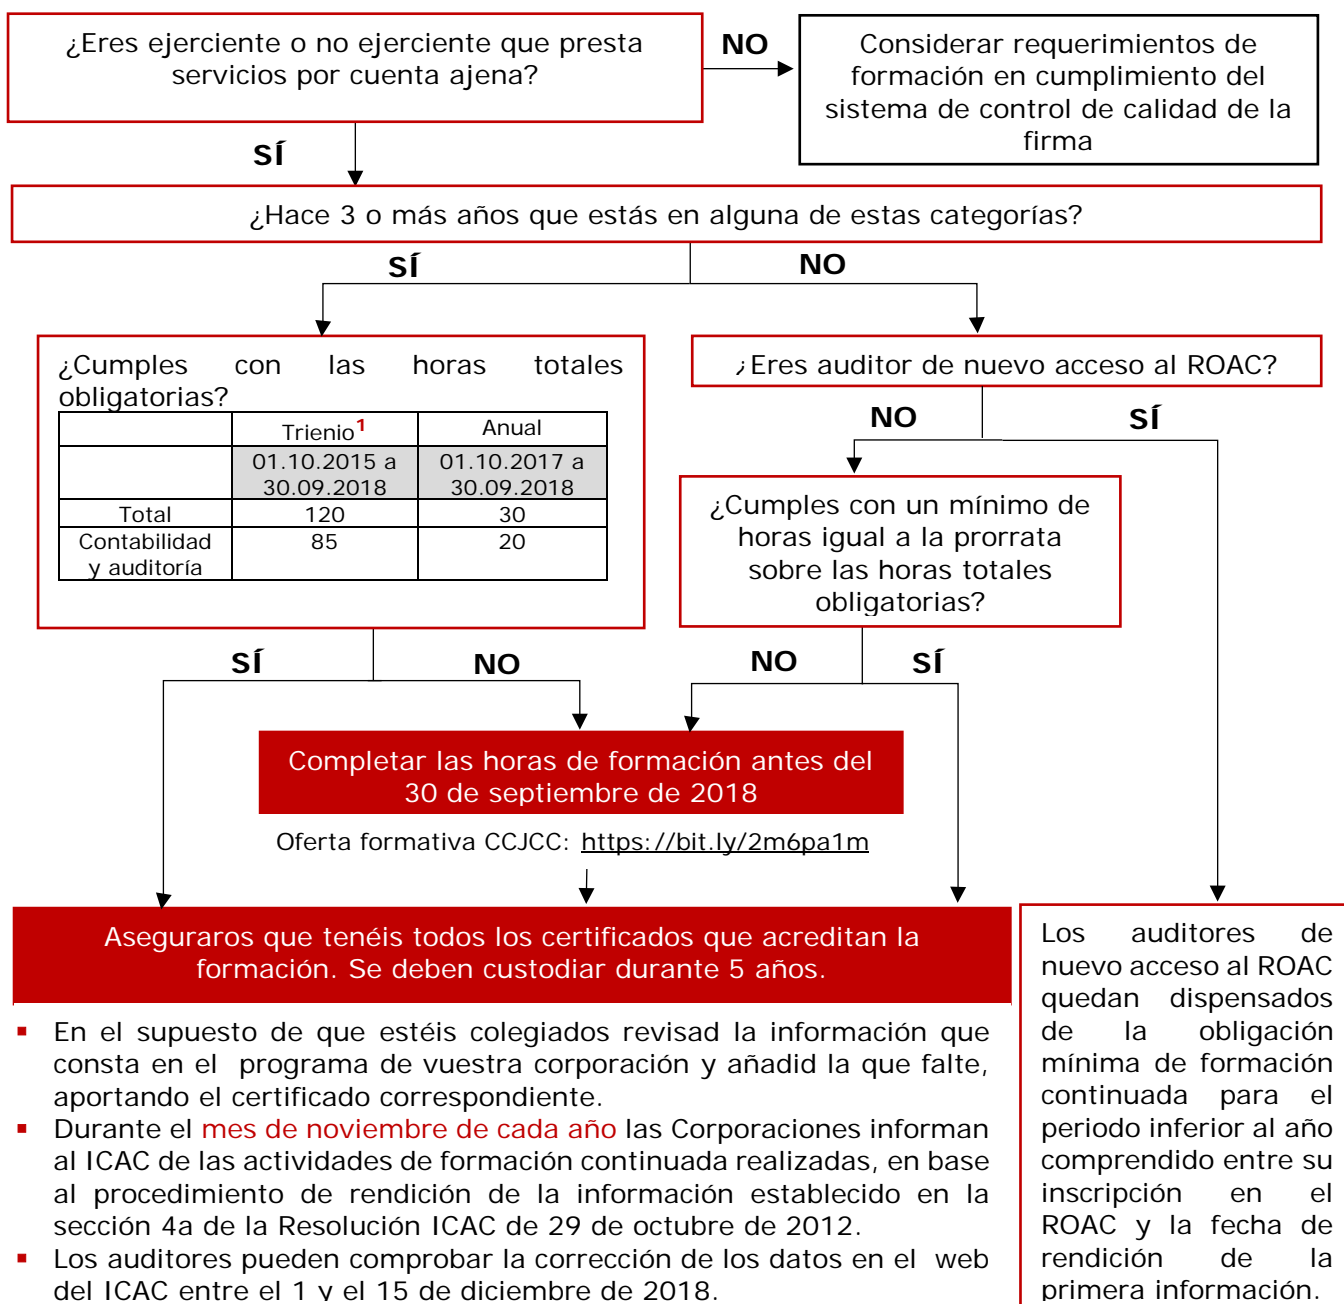 ¿Eres ejerciente o no ejerciente que presta
servicios por cuenta ajena?
NO
Considerar requerimientos de
formación en cumplimiento del
sistema de control de calidad de la
firma
SÍ
¿Hace 3 o más años que estás en alguna de estas categorías?
SÍ
NO
¿Cumples con las horas totales
obligatorias?
Trienio1 Anual
01.10.2015 a 01.10.2017 a
30.09.2018 30.09.2018
Total 120 30
Contabilidad 85 20
y auditoría
¿Eres auditor de nuevo acceso al ROAC?
NO
SÍ
¿Cumples con un mínimo de
horas igual a la prorrata
sobre las horas totales
obligatorias?
SÍ
NO
NO
SÍ
Completar las horas de formación antes del
30 de septiembre de 2018
Oferta formativa CCJCC: https://bit.ly/2m6pa1m
Aseguraros que tenéis todos los certificados que acreditan la
formación. Se deben custodiar durante 5 años.
▪ En el supuesto de que estéis colegiados revisad la información que
consta en el programa de vuestra corporación y añadid la que falte,
aportando el certificado correspondiente.
▪ Durante el mes de noviembre de cada año las Corporaciones informan
al ICAC de las actividades de formación continuada realizadas, en base
al procedimiento de rendición de la información establecido en la
sección 4a de la Resolución ICAC de 29 de octubre de 2012.
▪ Los auditores pueden comprobar la corrección de los datos en el web
del ICAC entre el 1 y el 15 de diciembre de 2018.
Los auditores de
nuevo acceso al ROAC
quedan dispensados
de la obligación
mínima de formación
continuada para el
periodo inferior al año
comprendido entre su
inscripción en el
ROAC y la fecha de
rendición de la
primera información.